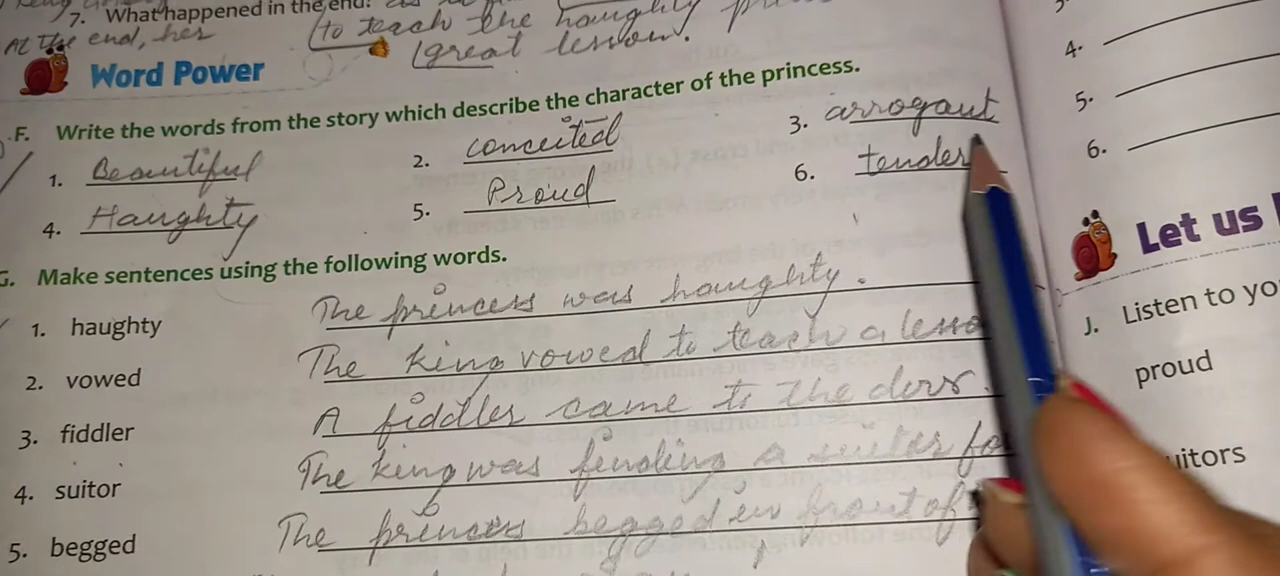 7. What happened in the end?
At the end, her
to teach the haughty
great lesson.
Word Power
F. Write the words from the story which describe the character of the princess.
1. Beautiful 2. conceited 3. arrogant
4. Haughty 5. Proud 6. tender
G. Make sentences using the following words.
1. haughty The princess was haughty.
2. vowed The king vowed to teach a lesso
3. fiddler A fiddler came to the door.
4. suitor The king was finding a suitor fo
5. begged The princess begged in front of
4.
5.
6.
Let us
J. Listen to yo
proud
uitors